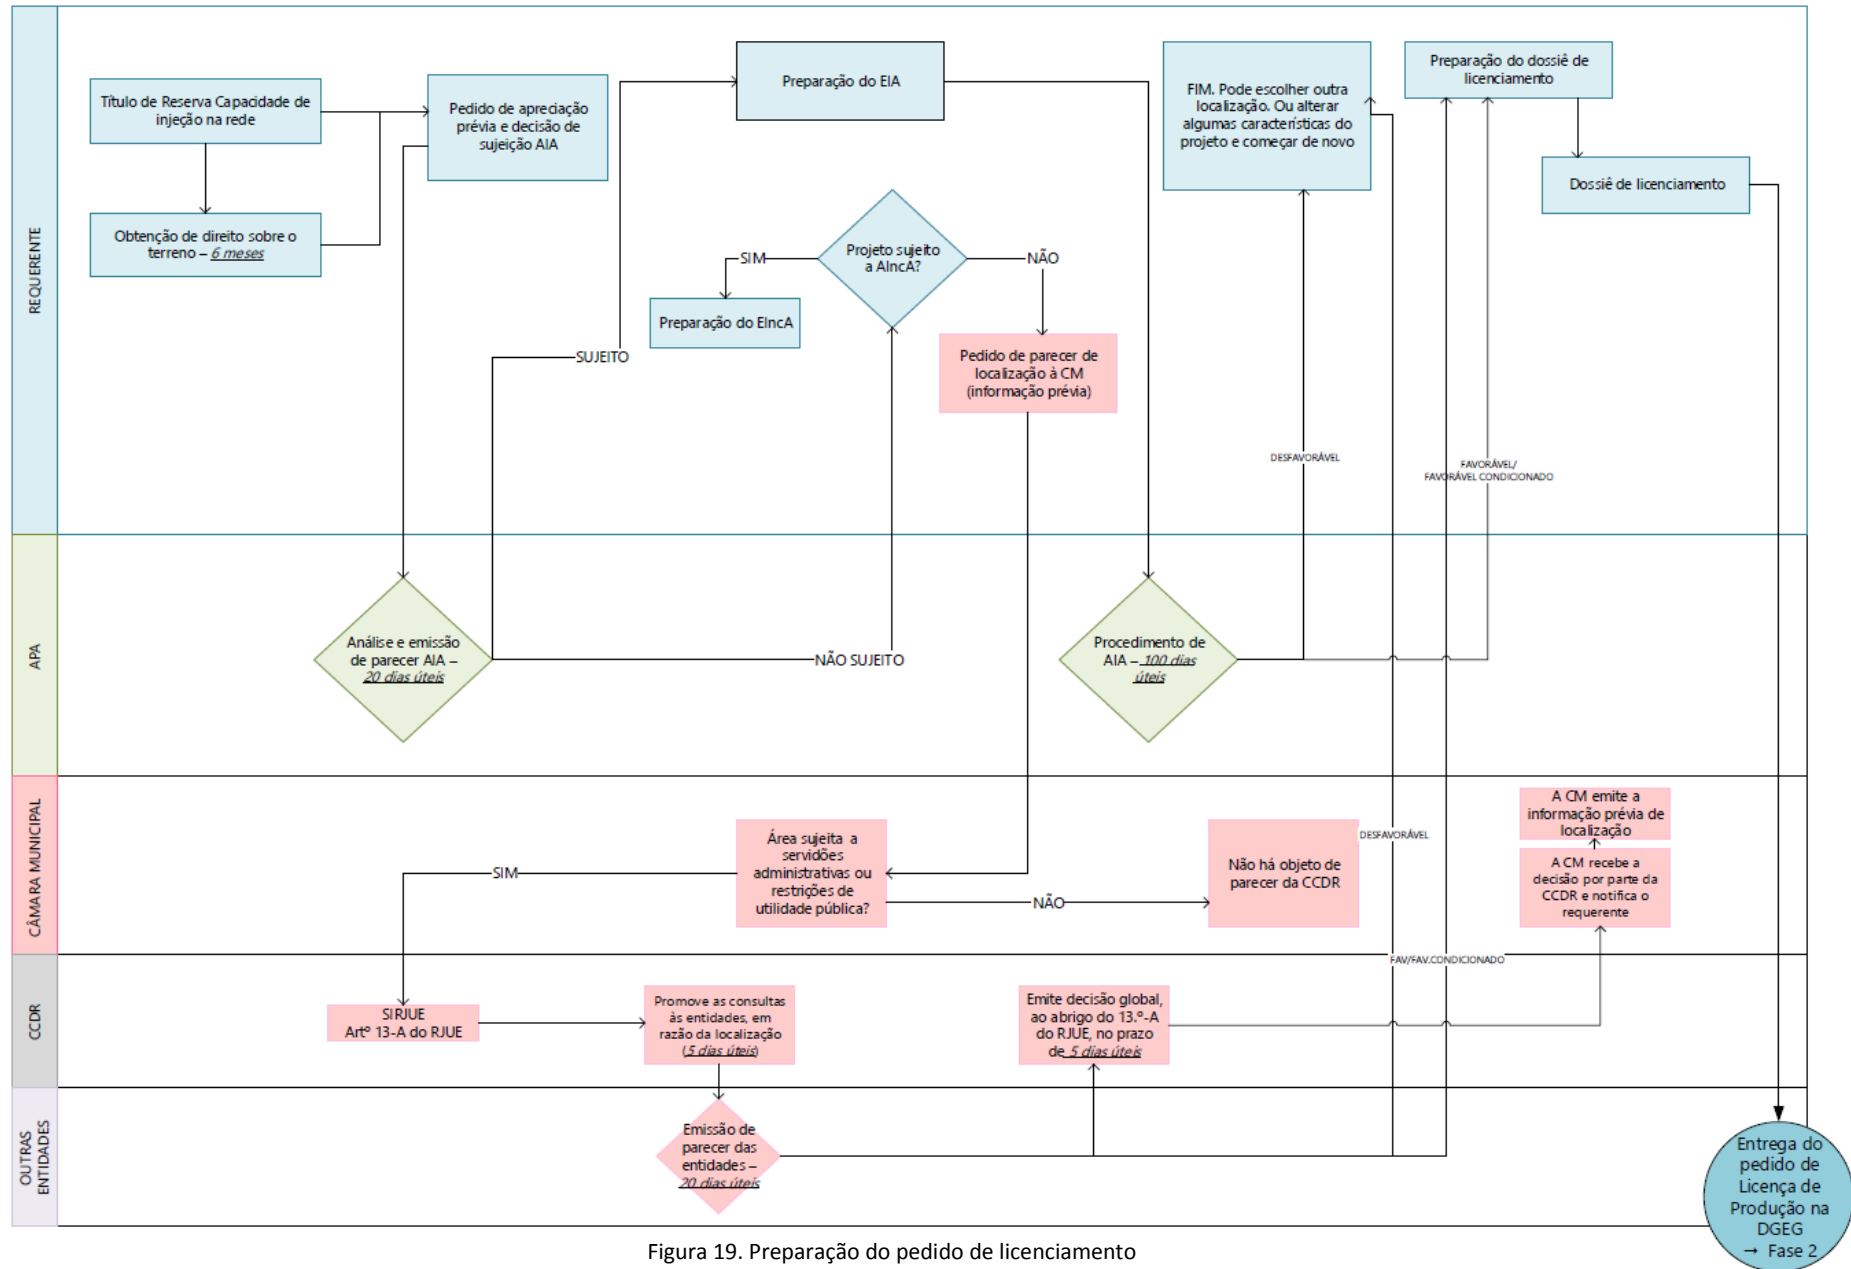 REQUERENTE
Título de Reserva Capacidade de
injeção na rede
Obtenção de direito sobre o
terreno – 6 meses
Pedido de apreciação
prévia e decisão de
sujeição AIA
Preparação do EIA
Projeto sujeito
a AIncA?
SIM
NÃO
Preparação do EIncA
SUJEITO
Pedido de parecer de
localização à CM
(informação prévia)
FIM. Pode escolher outra
localização. Ou alterar
algumas características do
projeto e começar de novo
Preparação do dossiê de
licenciamento
Dossiê de licenciamento
DESFAVORÁVEL
FAVORÁVEL/
FAVORÁVEL CONDICIONADO
APA
Análise e emissão
de parecer AIA –
20 dias úteis
NÃO SUJEITO
Procedimento de
AIA – 100 dias
úteis
CÂMARA MUNICIPAL
SIM
Área sujeita a
servidões
administrativas ou
restrições de
utilidade pública?
NÃO
Não há objeto de
parecer da CCDR
DESFAVORÁVEL
A CM emite a
informação prévia de
localização
A CM recebe a
decisão por parte da
CCDR e notifica o
requerente
FAV/FAV.CONDICIONADO
CCDR
SIRJUE
Artº 13-A do RJUE
Promove as consultas
às entidades, em
razão da localização
(5 dias úteis)
Emite decisão global,
ao abrigo do 13.º-A
do RJUE, no prazo
de 5 dias úteis
OUTRAS
ENTIDADES
Emissão de
parecer das
entidades –
20 dias úteis
Entrega do
pedido de
Licença de
Produção na
DGEG
→ Fase 2
Figura 19. Preparação do pedido de licenciamento